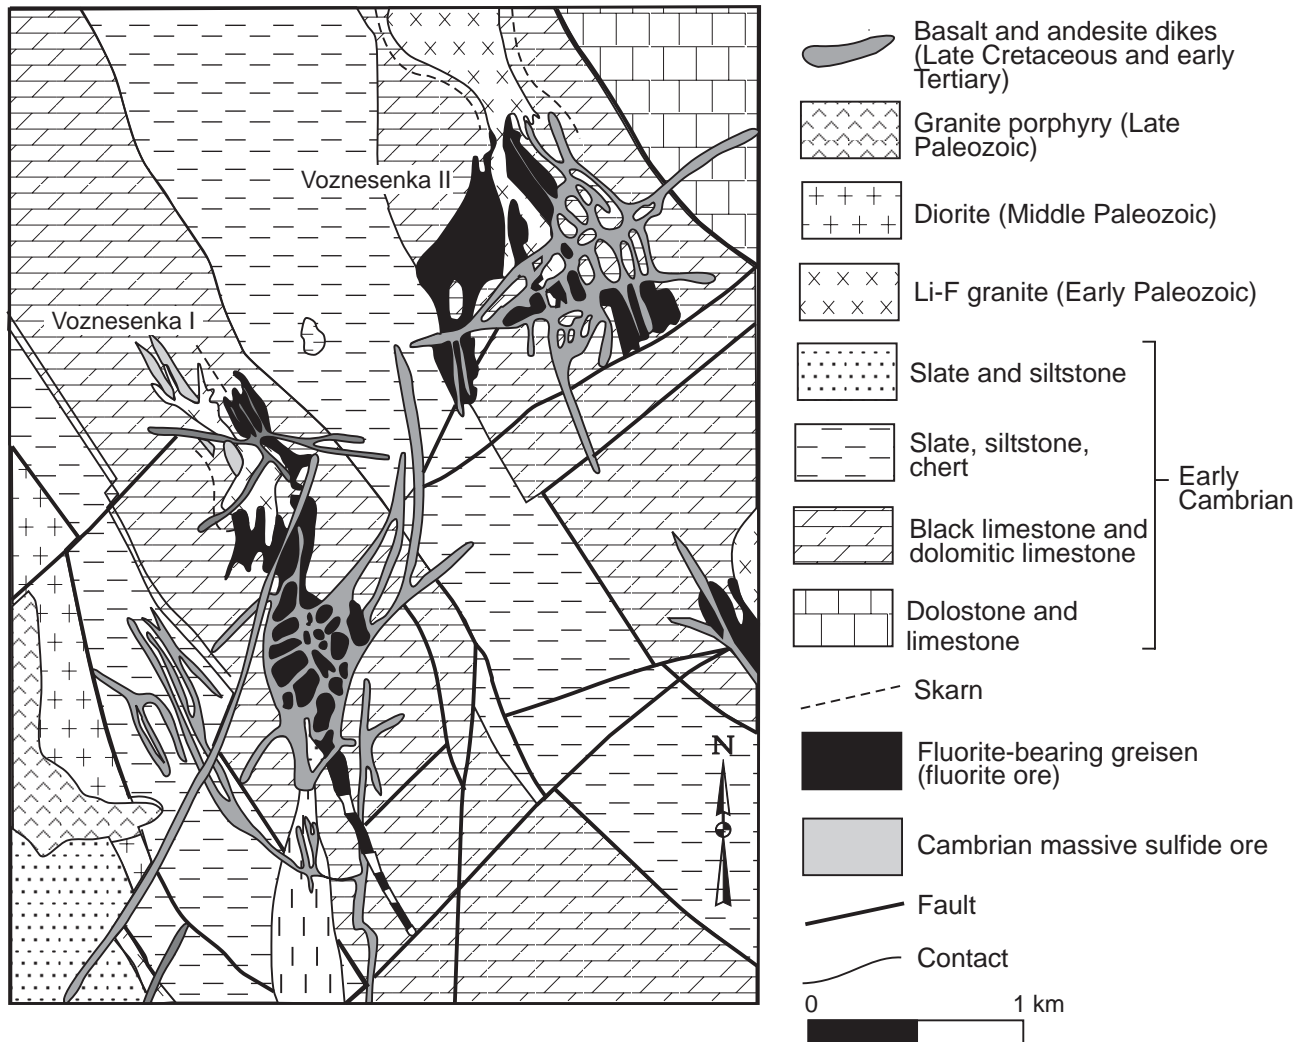 Voznesenka II
Voznesenka I
N
Basalt and andesite dikes
(Late Cretaceous and early
Tertiary)
Granite porphyry (Late
Paleozoic)
Diorite (Middle Paleozoic)
Li-F granite (Early Paleozoic)
Slate and siltstone
Slate, siltstone,
chert
Black limestone and
dolomitic limestone
Dolostone and
limestone
Early
Cambrian
Skarn
Fluorite-bearing greisen
(fluorite ore)
Cambrian massive sulfide ore
Fault
Contact
0 1 km